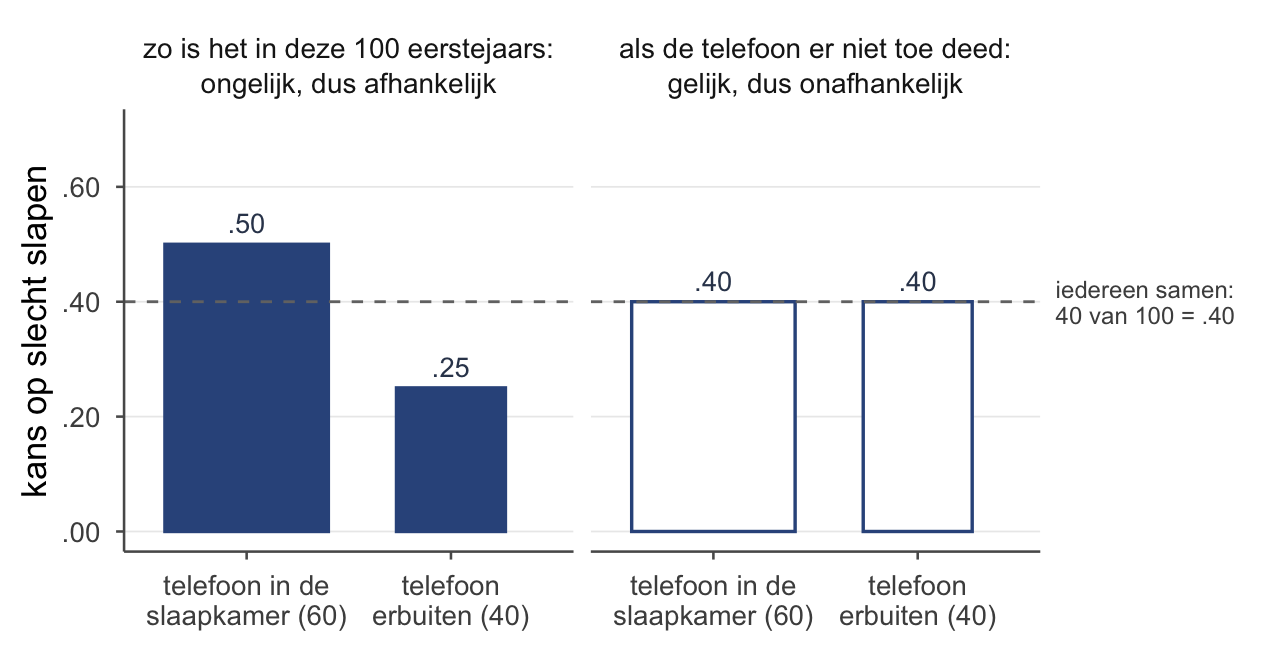 zo is het in deze 100 eerstejaars:
ongelijk, dus afhankelijk
als de telefoon er niet toe deed:
gelijk, dus onafhankelijk
kans op slecht slapen
.60
.40
.20
.00
.50
.25
.40
.40
iedereen samen:
40 van 100 = .40
telefoon in de
slaapkamer (60)
telefoon
erbuiten (40)
telefoon in de
slaapkamer (60)
telefoon
erbuiten (40)